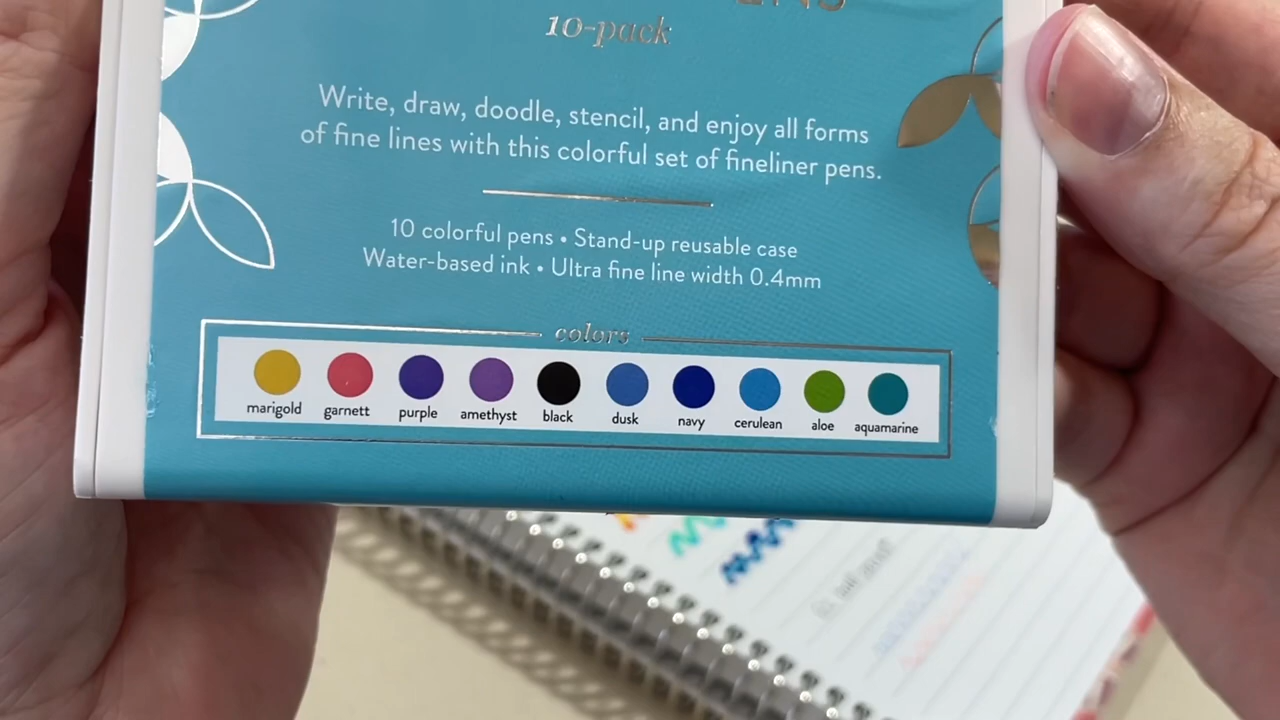 10-pack
Write, draw, doodle, stencil, and enjoy all forms
of fine lines with this colorful set of fineliner pens.
10 colorful pens • Stand-up reusable case
Water-based ink • Ultra fine line width 0.4mm
colors
marigold garnett purple amethyst black dusk navy cerulean aloe aquamarine